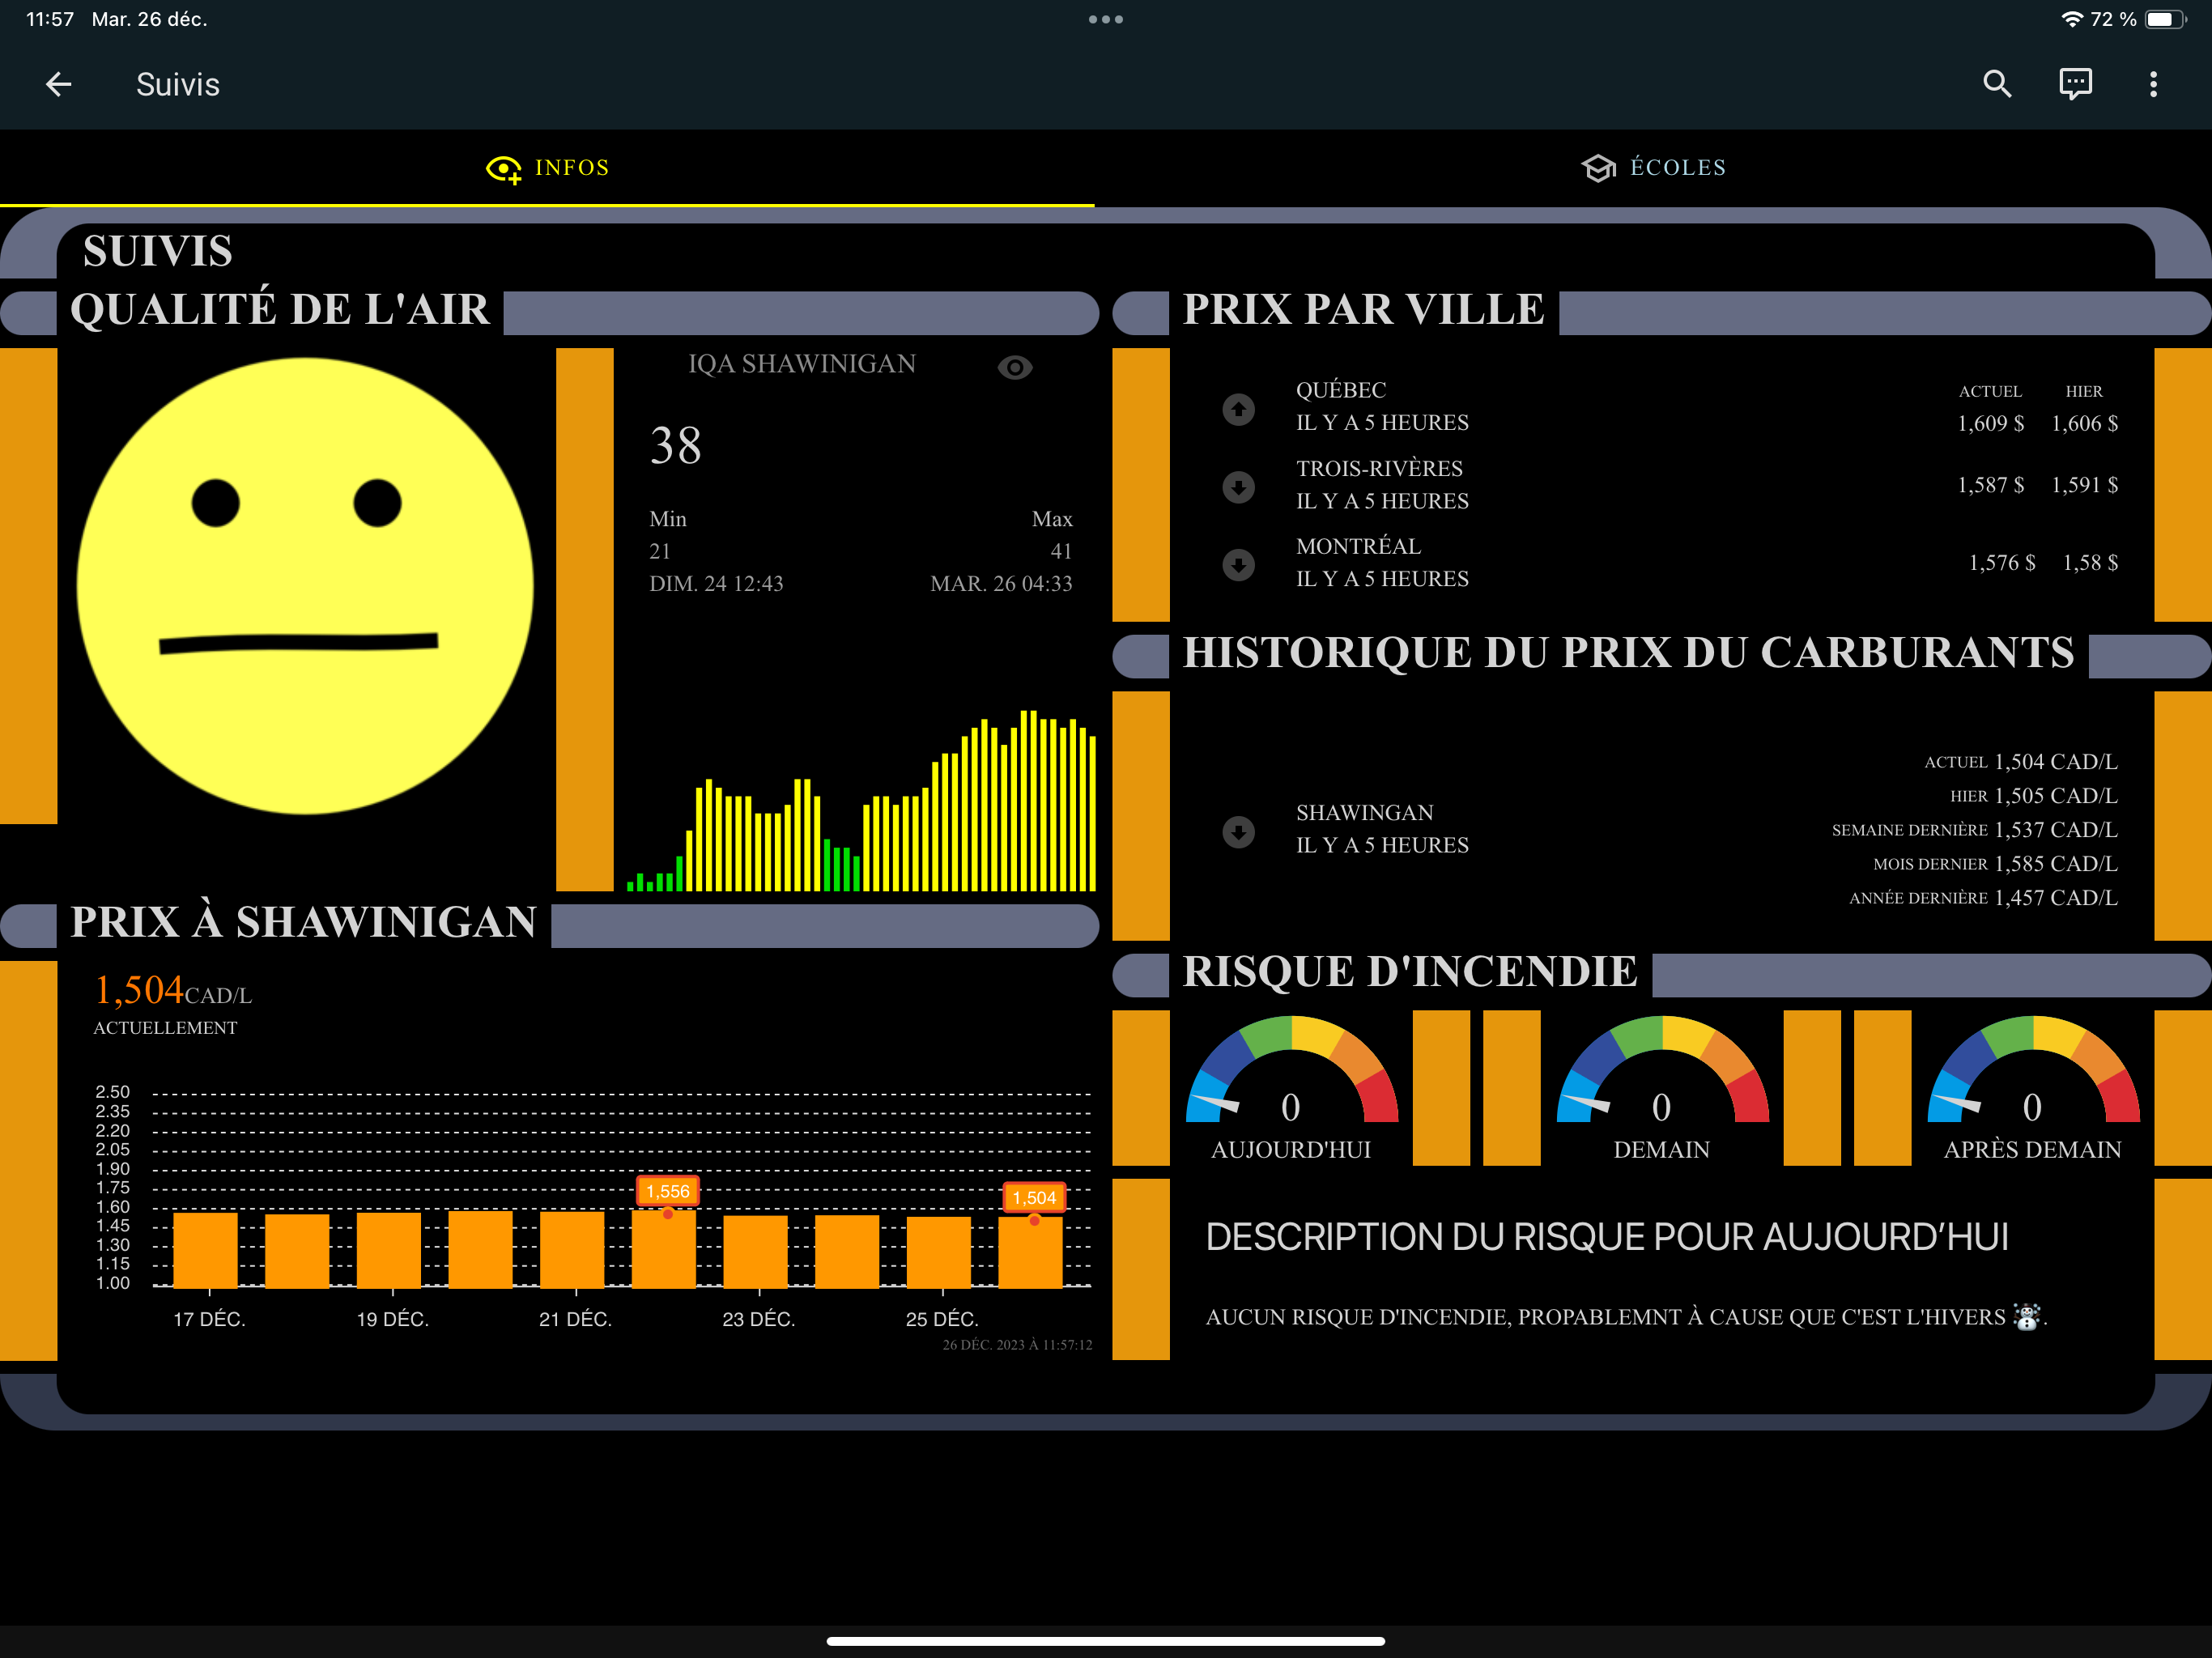 11:57 Mar. 26 déc.
72 %
Suivis
INFOS
ÉCOLES
SUIVIS
QUALITÉ DE L'AIR
IQA SHAWINIGAN
38
Min Max
21 41
DIM. 24 12:43 MAR. 26 04:33
PRIX À SHAWINIGAN
1,504CAD/L
ACTUELLEMENT
2.50
2.35
2.20
2.05
1.90
1.75
1.60
1.45
1.30
1.15
1.00
1,556
1,504
17 DÉC. 19 DÉC. 21 DÉC. 23 DÉC. 25 DÉC.
26 DÉC. 2023 À 11:57:12
PRIX PAR VILLE
QUÉBEC ACTUEL HIER
IL Y A 5 HEURES 1,609 $ 1,606 $
TROIS-RIVÈRES
IL Y A 5 HEURES 1,587 $ 1,591 $
MONTRÉAL
IL Y A 5 HEURES 1,576 $ 1,58 $
HISTORIQUE DU PRIX DU CARBURANTS
SHAWINGAN
IL Y A 5 HEURES
ACTUEL 1,504 CAD/L
HIER 1,505 CAD/L
SEMAINE DERNIÈRE 1,537 CAD/L
MOIS DERNIER 1,585 CAD/L
ANNÉE DERNIÈRE 1,457 CAD/L
RISQUE D'INCENDIE
0 0 0
AUJOURD'HUI DEMAIN APRÈS DEMAIN
DESCRIPTION DU RISQUE POUR AUJOURD’HUI
AUCUN RISQUE D'INCENDIE, PROPABLEMNT À CAUSE QUE C'EST L'HIVERS ☃️.